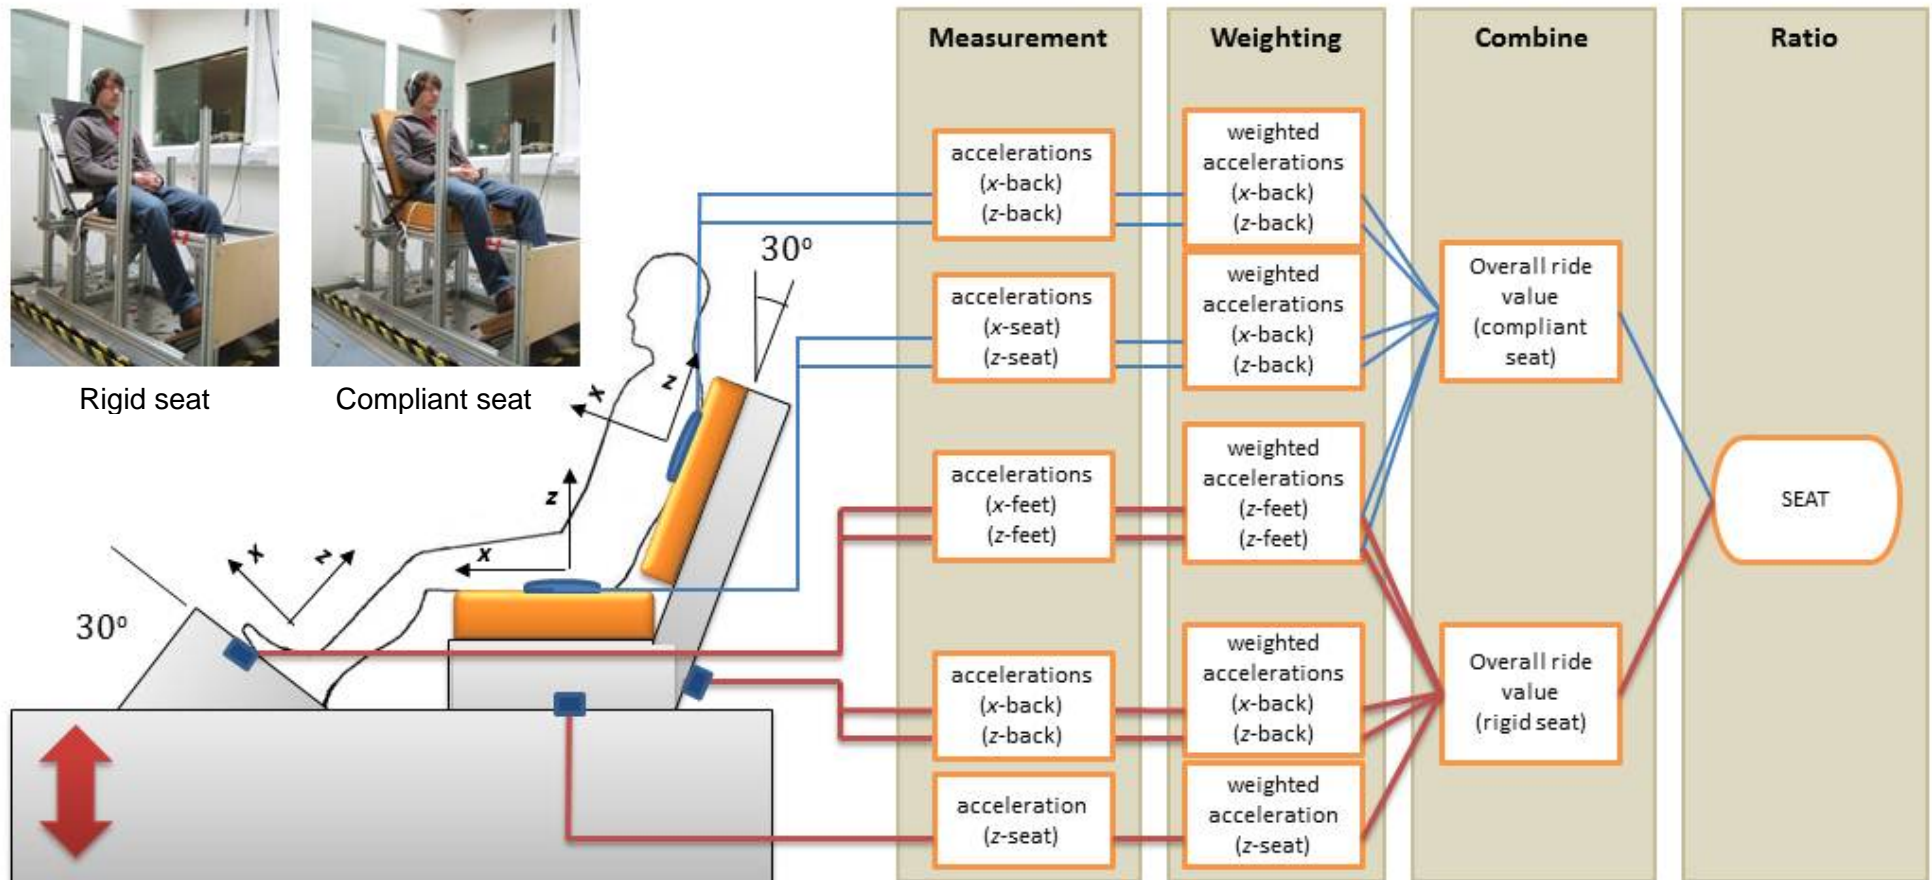 Measurement
Weighting
Combine
Ratio
Rigid seat
Compliant seat
30°
x
z
z
x
x
z
30°
accelerations
(x-back)
(z-back)
accelerations
(x-seat)
(z-seat)
accelerations
(x-feet)
(z-feet)
accelerations
(x-back)
(z-back)
acceleration
(z-seat)
weighted
accelerations
(x-back)
(z-back)
weighted
accelerations
(x-back)
(z-back)
weighted
accelerations
(z-feet)
(z-feet)
weighted
accelerations
(x-back)
(z-back)
weighted
acceleration
(z-seat)
Overall ride
value
(compliant
seat)
Overall ride
value
(rigid seat)
SEAT